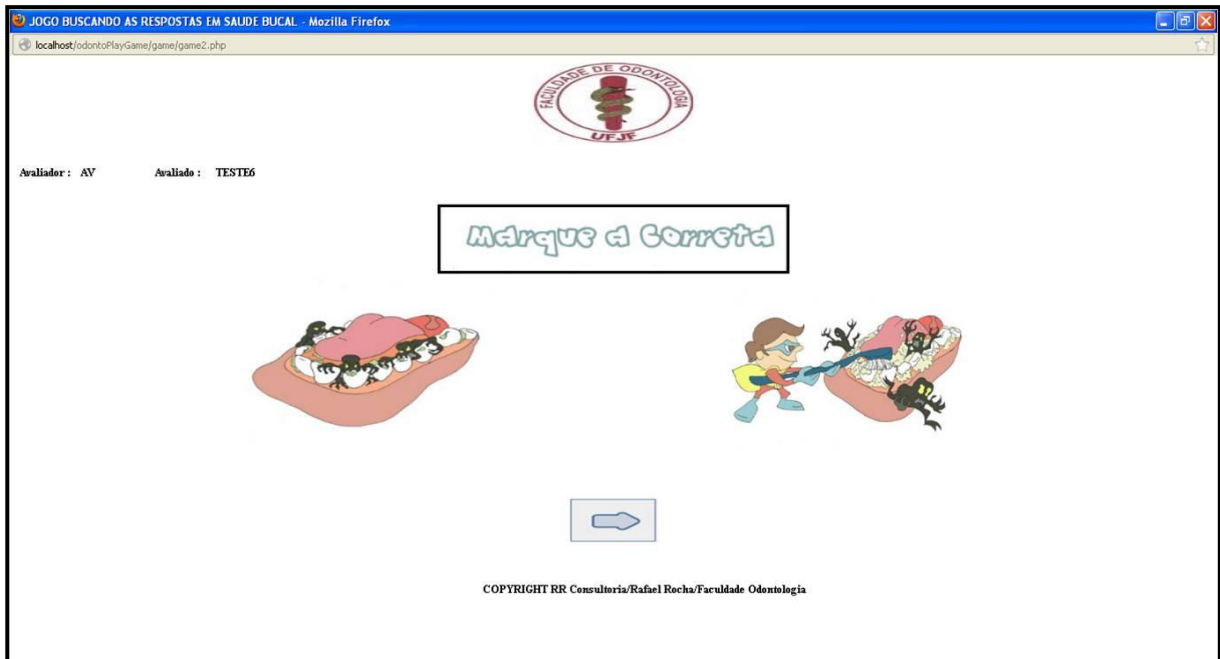 JOGO BUSCANDO AS RESPOSTAS EM SAUDE BUCAL - Mozilla Firefox
localhost/odontoPlayGame/game/game2.php
FACULDADE DE ODONTOLOGIA
UFJF
Avaliador : AV Avaliado : TESTE6
Marque a Correta
COPYRIGHT RR Consultoria/Rafael Rocha/Faculdade Odontologia